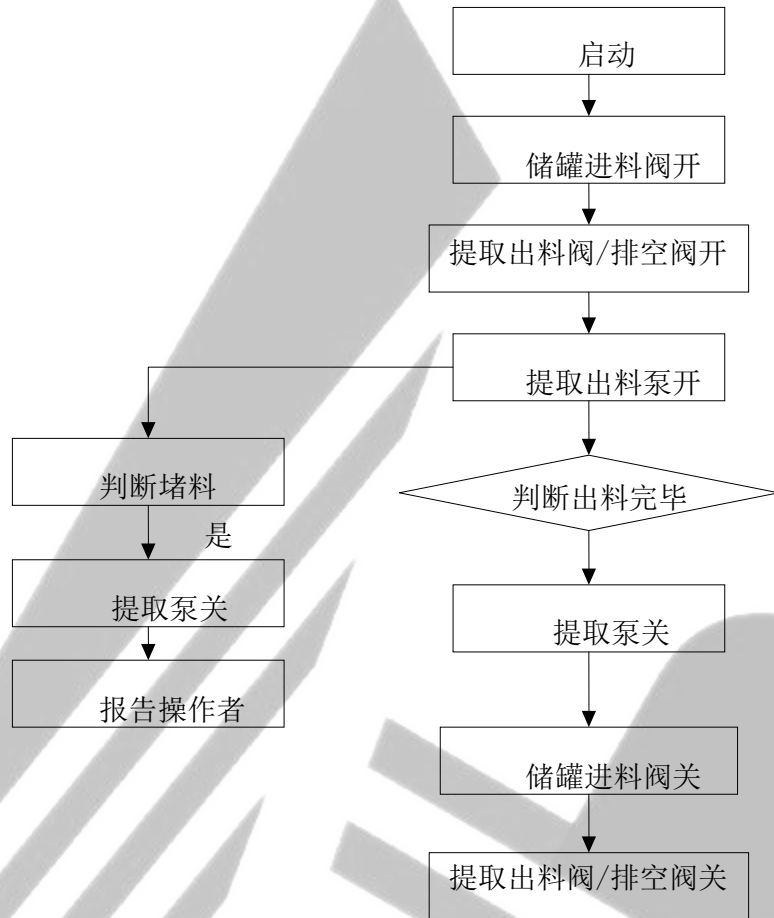 启动
储罐进料阀开
提取出料阀/排空阀开
提取出料泵开
判断堵料
判断出料完毕
是
提取泵关
提取泵关
报告操作者
储罐进料阀关
提取出料阀/排空阀关